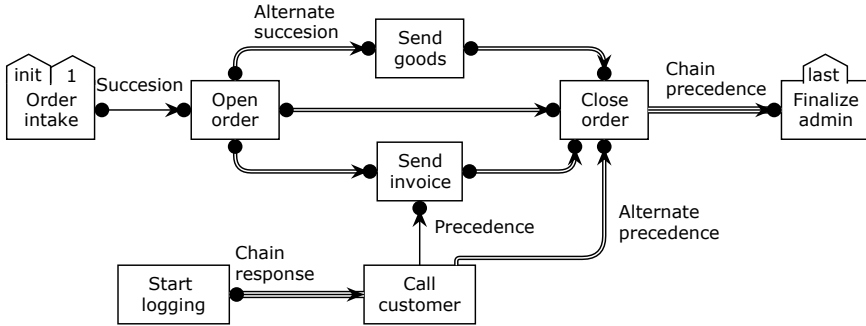 Alternate
succesion
Send
goods
init
1
Order
intake
Succesion
Open
order
Close
order
Chain
precedence
last
Finalize
admin
Send
invoice
Precedence
Alternate
precedence
Start
logging
Chain
response
Call
customer